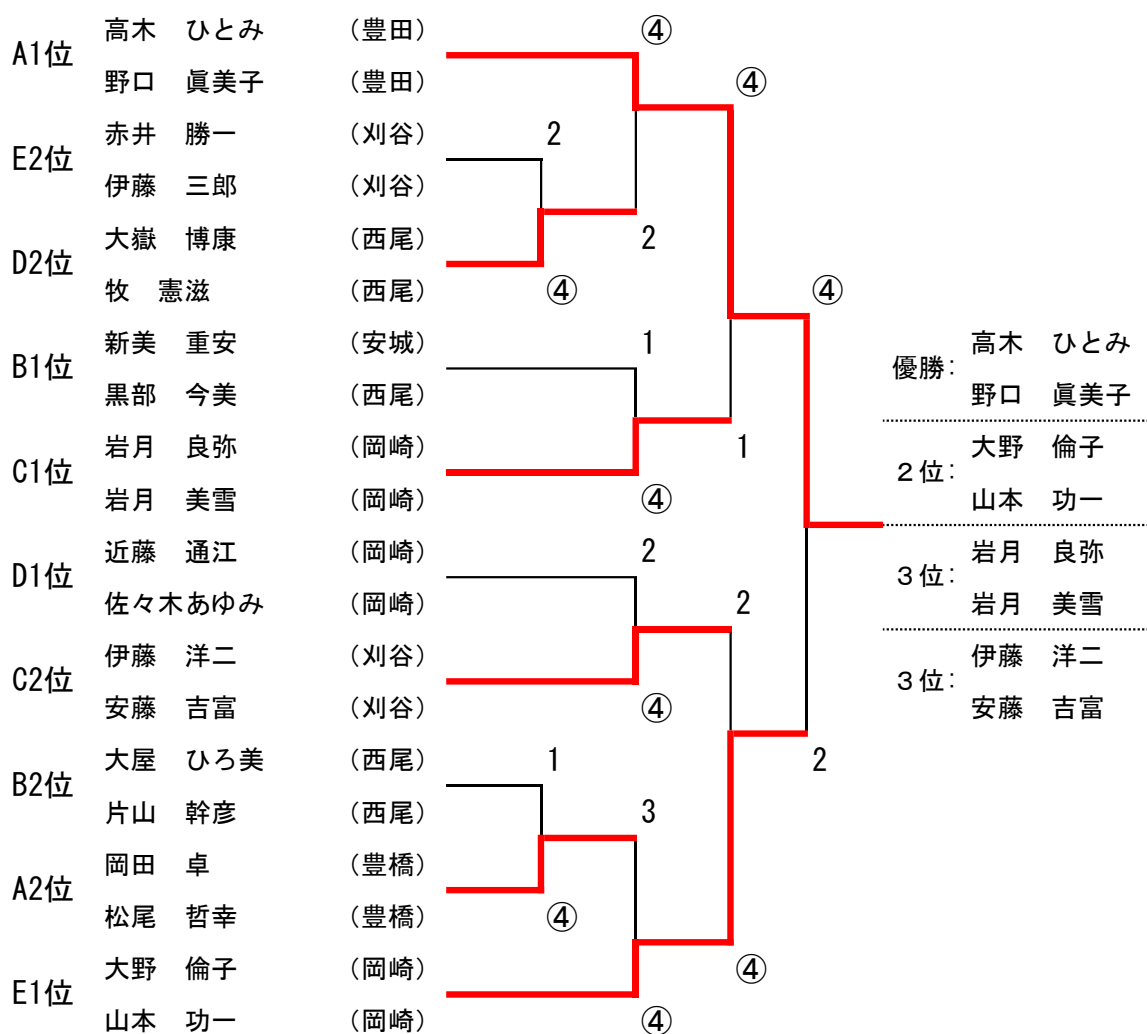 高木　ひとみ　（豊田）　④
A1位
野口　眞美子　（豊田）　④
赤井　勝一　（刈谷）　2
E2位
伊藤　三郎　（刈谷）
大嶽　博康　（西尾）　2
D2位
牧　憲滋　（西尾）　④　④
新美　重安　（安城）　1　高木　ひとみ
B1位　優勝：
黒部　今美　（西尾）　野口　眞美子
岩月　良弥　（岡崎）　1　大野　倫子
C1位　2位：
岩月　美雪　（岡崎）　④　山本　功一
近藤　通江　（岡崎）　2　岩月　良弥
D1位　3位：
佐々木あゆみ　（岡崎）　2　岩月　美雪
伊藤　洋二　（刈谷）　伊藤　洋二
C2位　3位：
安藤　吉富　（刈谷）　④　安藤　吉富
大屋　ひろ美　（西尾）　1　2
B2位
片山　幹彦　（西尾）　3
岡田　卓　（豊橋）
A2位
松尾　哲幸　（豊橋）　④
大野　倫子　（岡崎）　④
E1位
山本　功一　（岡崎）　④